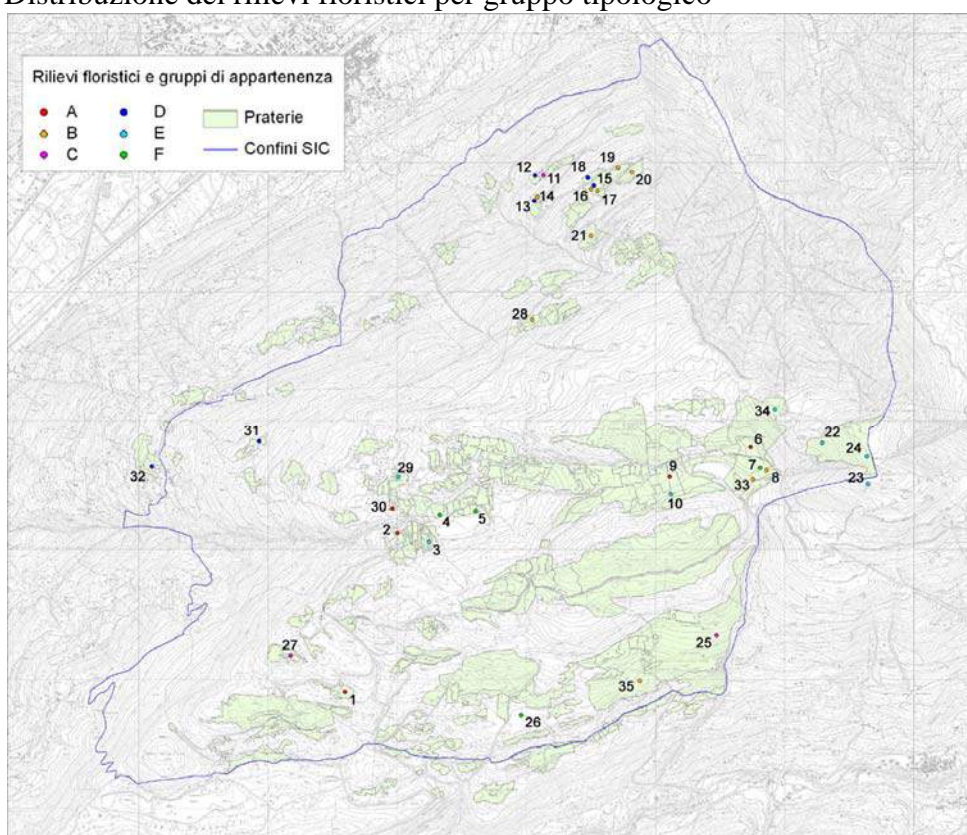 Distribuzione dei rilievi floristici per gruppo tipologico
Rilievi floristici e gruppi di appartenenza
A D Praterie
B E Confini SIC
C F
12 11 18 19
15 20
14 16 17
13
21
28
34
31 6 22
24
32 29 9 7 8
33 23
30 10
4 5
2
3
25
27
35
1
26